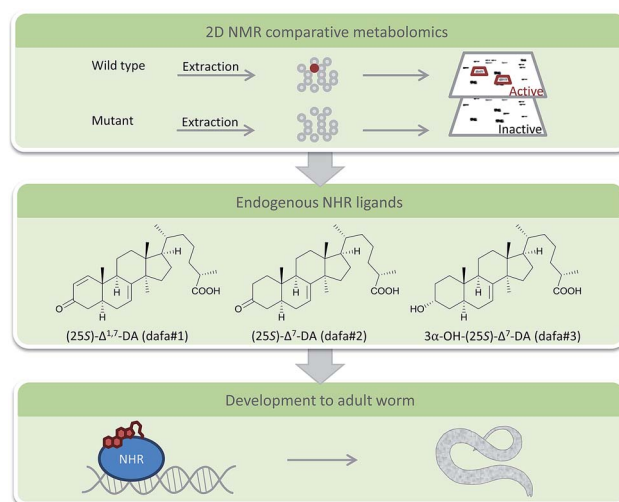 2D NMR comparative metabolomics
Wild type
Extraction
Active
Mutant
Extraction
Inactive
Endogenous NHR ligands
H
H
H
H
O
COOH
H
H
H
H
O
COOH
H
H
H
H
HO
COOH
(25S)-Δ1,7-DA (dafa#1)
(25S)-Δ7-DA (dafa#2)
3α-OH-(25S)-Δ7-DA (dafa#3)
Development to adult worm
NHR